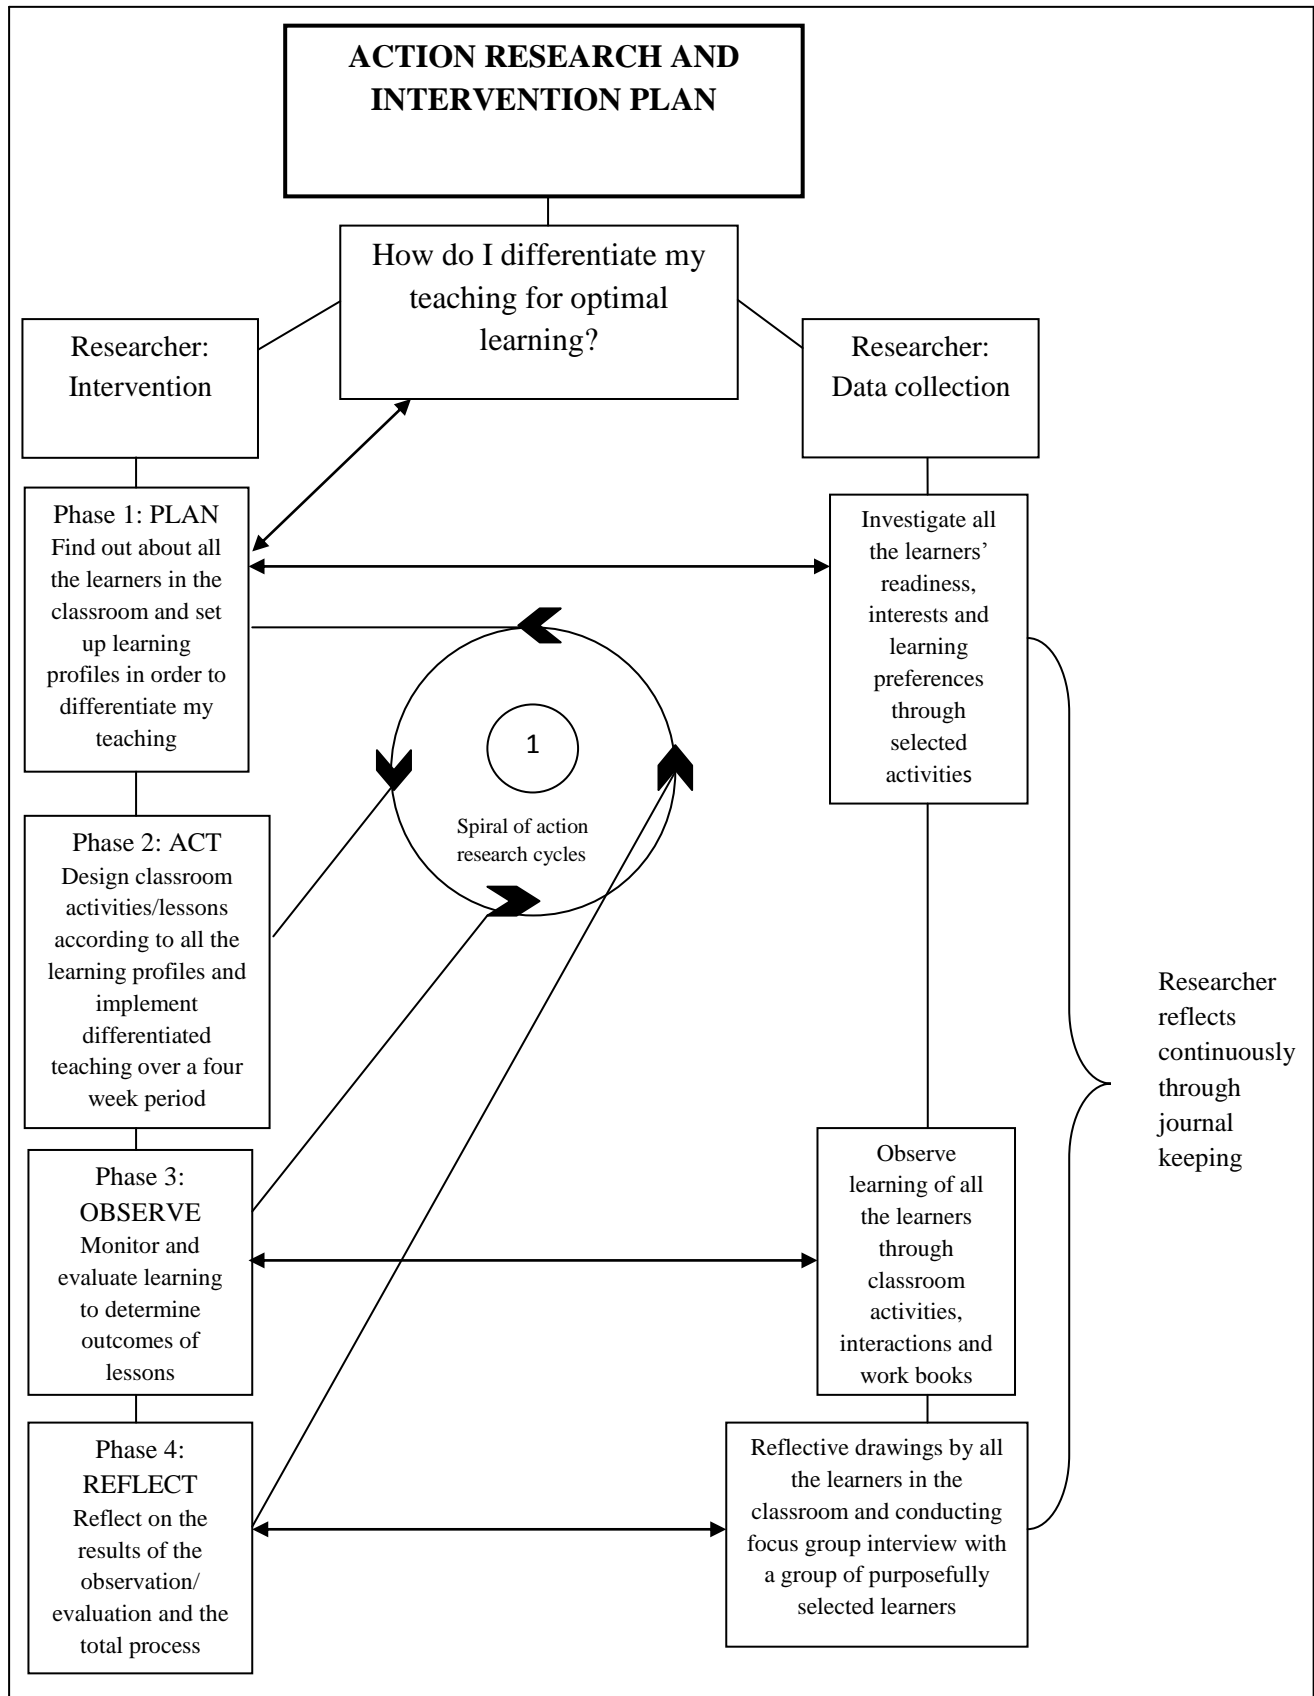 ACTION RESEARCH AND
INTERVENTION PLAN
How do I differentiate my
teaching for optimal
learning?
Researcher:
Intervention
Researcher:
Data collection
Phase 1: PLAN
Find out about all
the learners in the
classroom and set
up learning
profiles in order to
differentiate my
teaching
Investigate all
the learners’
readiness,
interests and
learning
preferences
through
selected
activities
1
Spiral of action
research cycles
Phase 2: ACT
Design classroom
activities/lessons
according to all the
learning profiles and
implement
differentiated
teaching over a four
week period
Researcher
reflects
continuously
through
journal
keeping
Phase 3:
OBSERVE
Monitor and
evaluate learning
to determine
outcomes of
lessons
Observe
learning of all
the learners
through
classroom
activities,
interactions and
work books
Phase 4:
REFLECT
Reflect on the
results of the
observation/
evaluation and the
total process
Reflective drawings by all
the learners in the
classroom and conducting
focus group interview with
a group of purposefully
selected learners